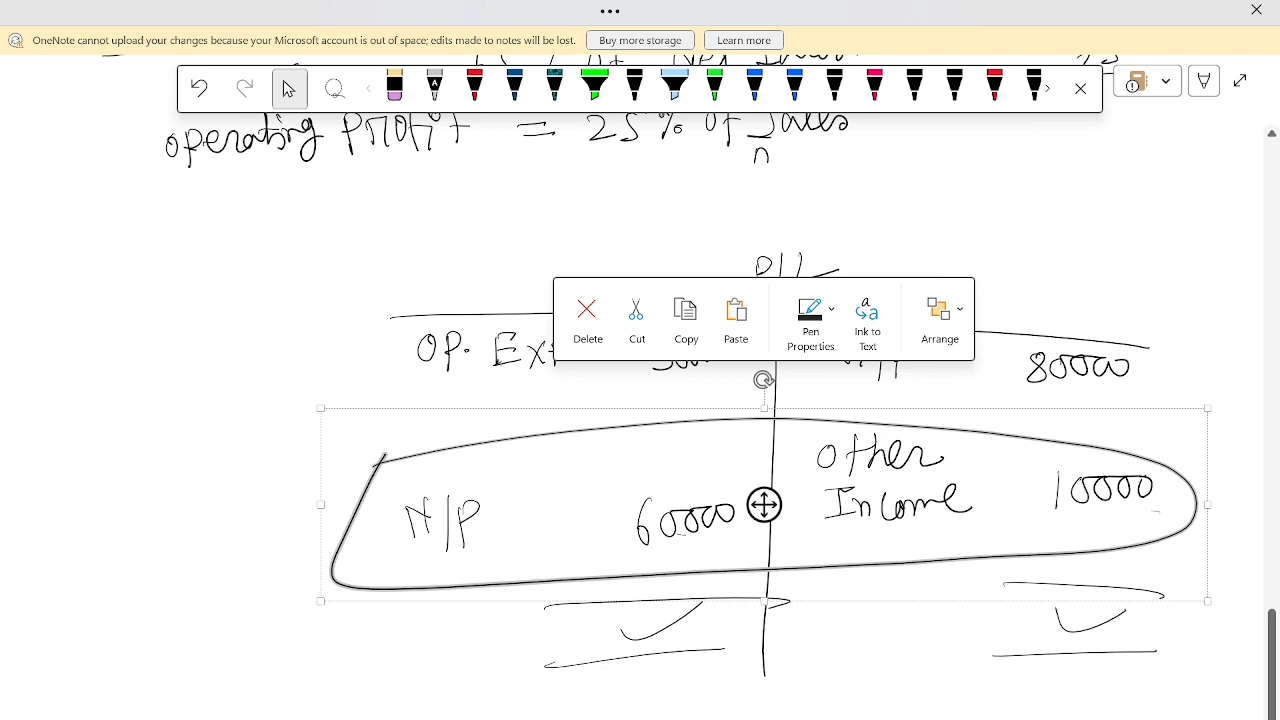 OneNote cannot upload your changes because your Microsoft account is out of space; edits made to notes will be lost. Buy more storage Learn more
operating Profit = 25% of Sales
Delete Cut Copy Paste Pen Properties Ink to Text Arrange
OP. Ex 80000
Other
N/P 60000 Income 10000